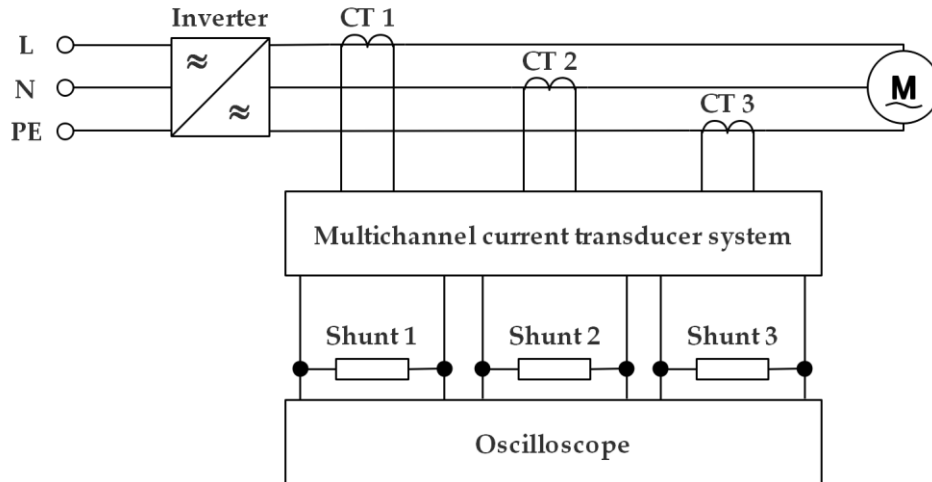 Inverter
CT 1
L
CT 2
N
M
CT 3
PE
Multichannel current transducer system
Shunt 1
Shunt 2
Shunt 3
Oscilloscope